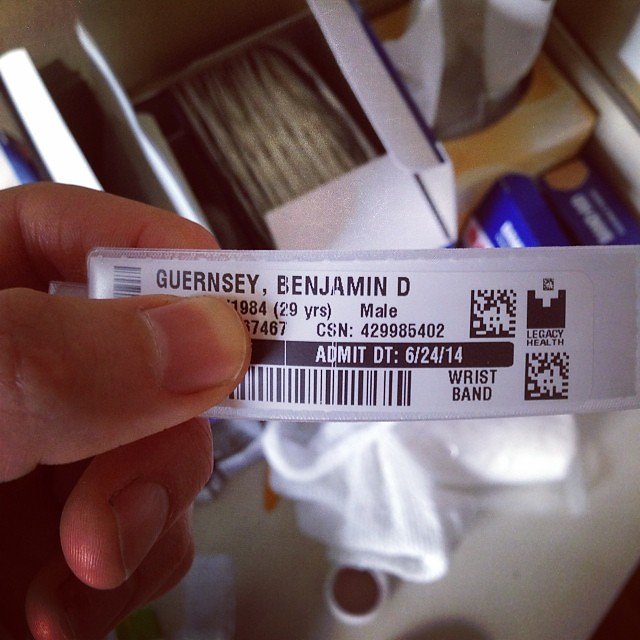 GUERNSEY, BENJAMIN D
/1984 (29 yrs) Male
67467 CSN: 429985402
ADMIT DT: 6/24/14
WRIST
BAND
LEGACY
HEALTH